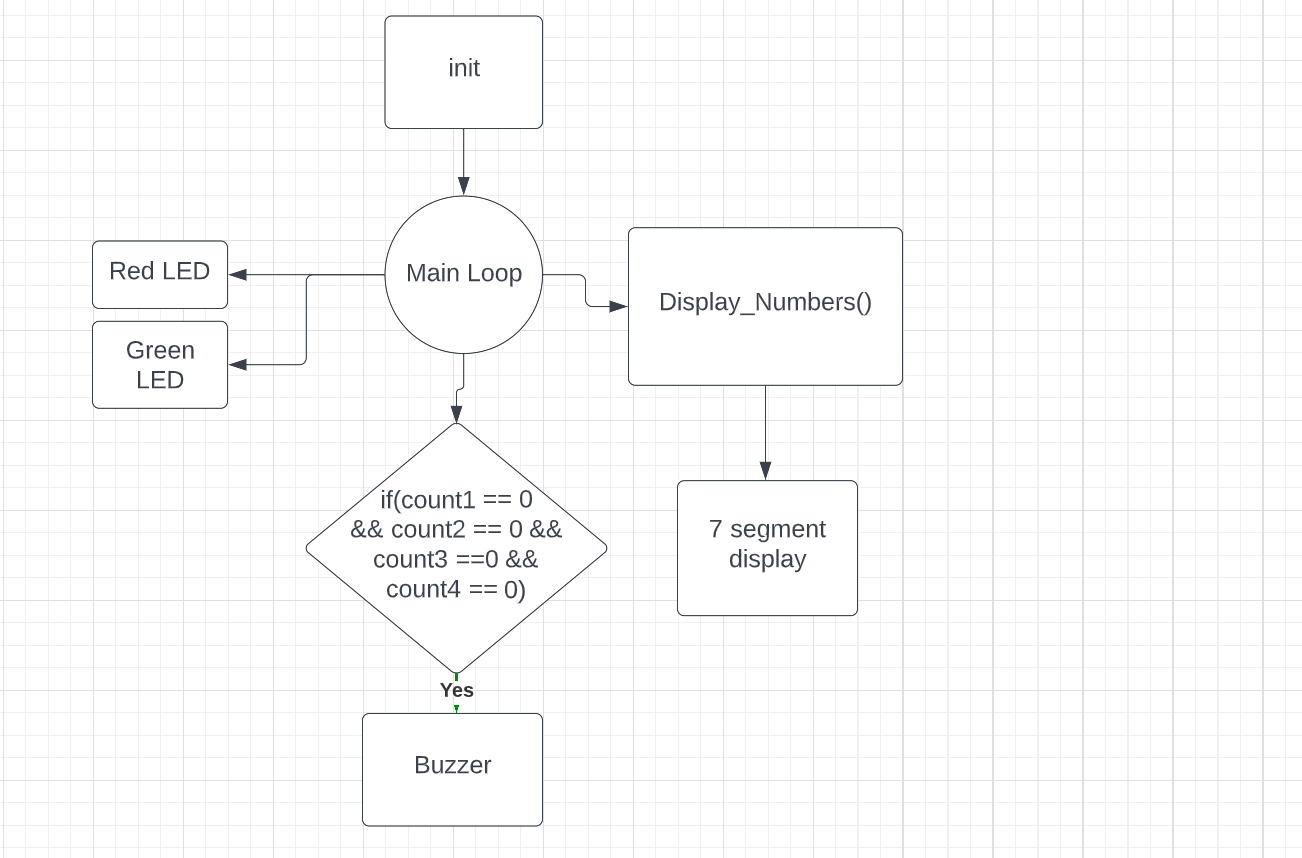 init
Main Loop
Red LED
Green
LED
Display_Numbers()
if(count1 == 0
&& count2 == 0 &&
count3 ==0 &&
count4 == 0)
7 segment
display
Yes
Buzzer